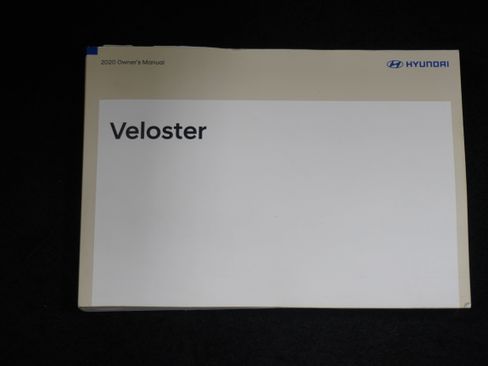 2020 Owner's Manual
HYUNDAI
Veloster